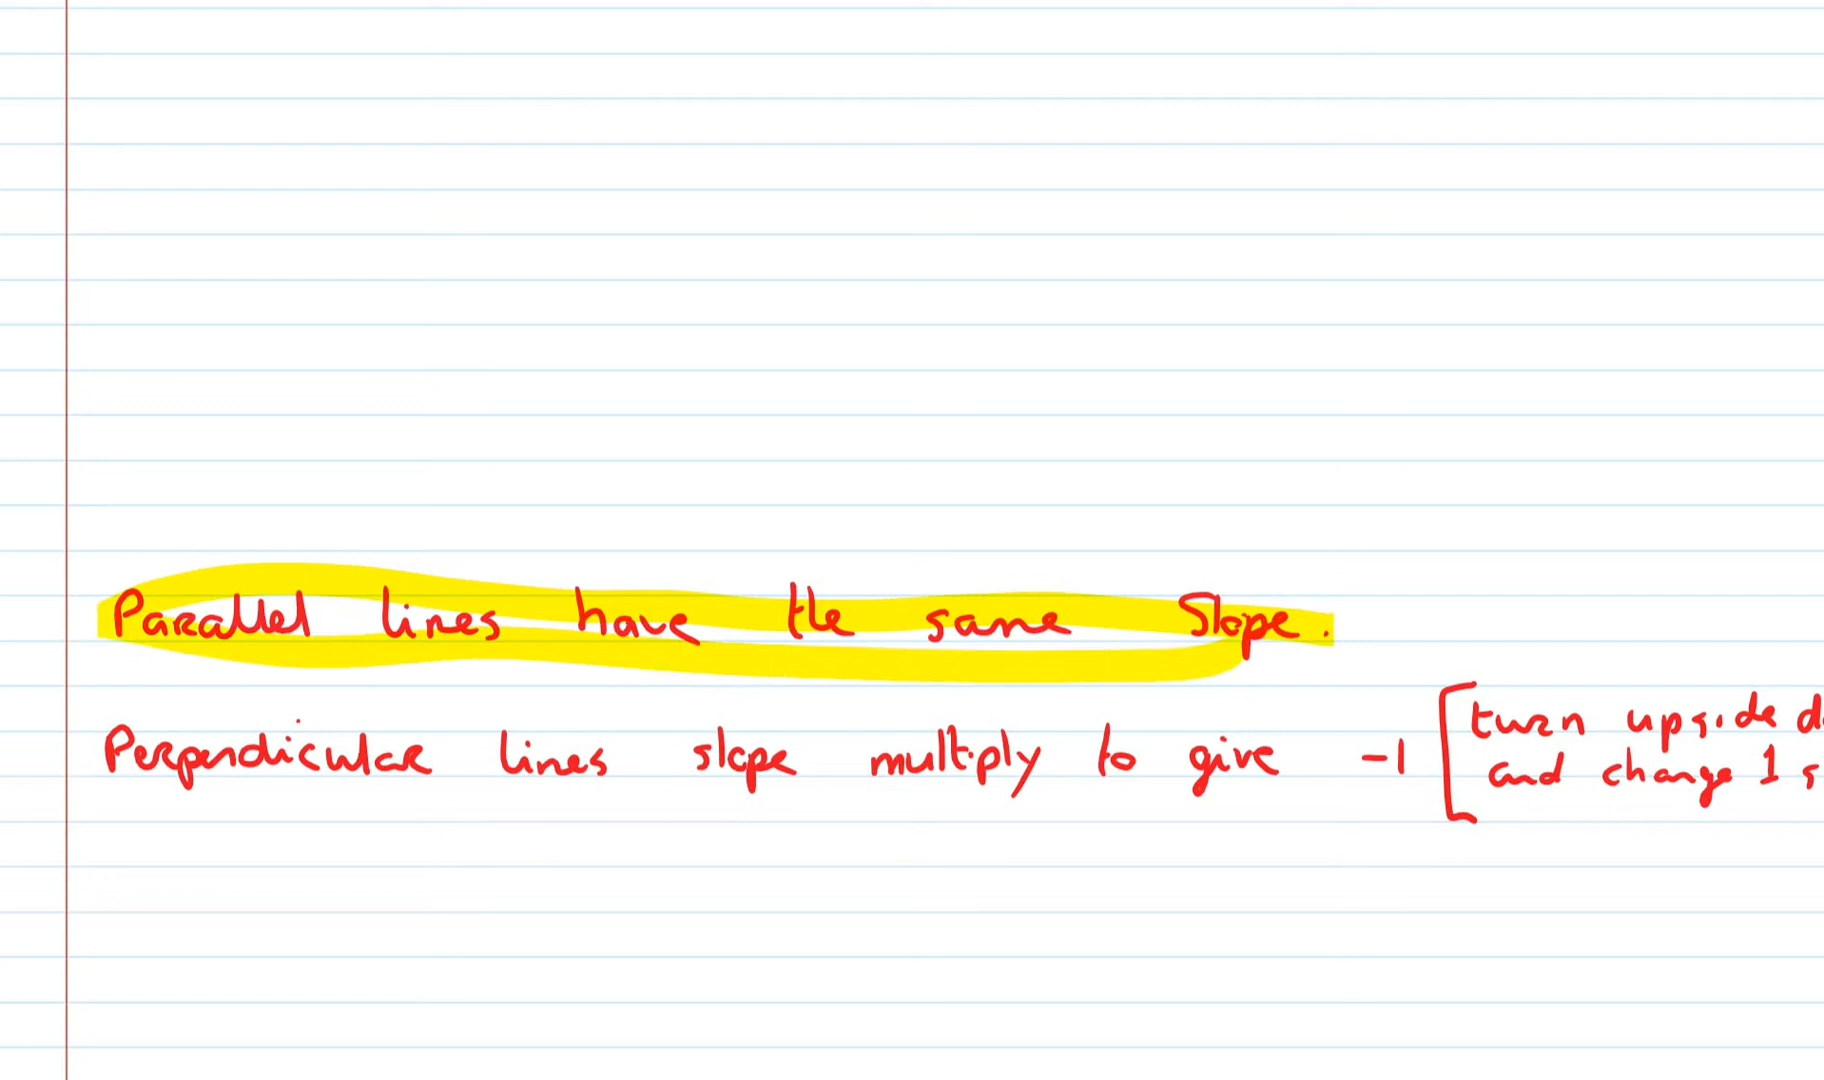 Parallel lines have the same Slope.
Perpendicular lines slope multiply to give -1 [turn upside
and change 1